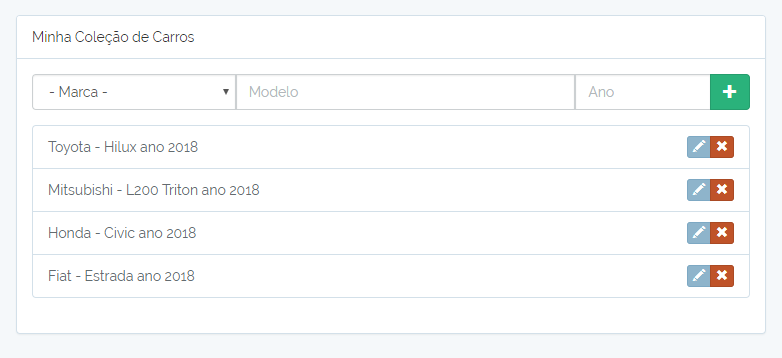 Minha Coleção de Carros
- Marca - Modelo Ano
Toyota - Hilux ano 2018
Mitsubishi - L200 Triton ano 2018
Honda - Civic ano 2018
Fiat - Estrada ano 2018